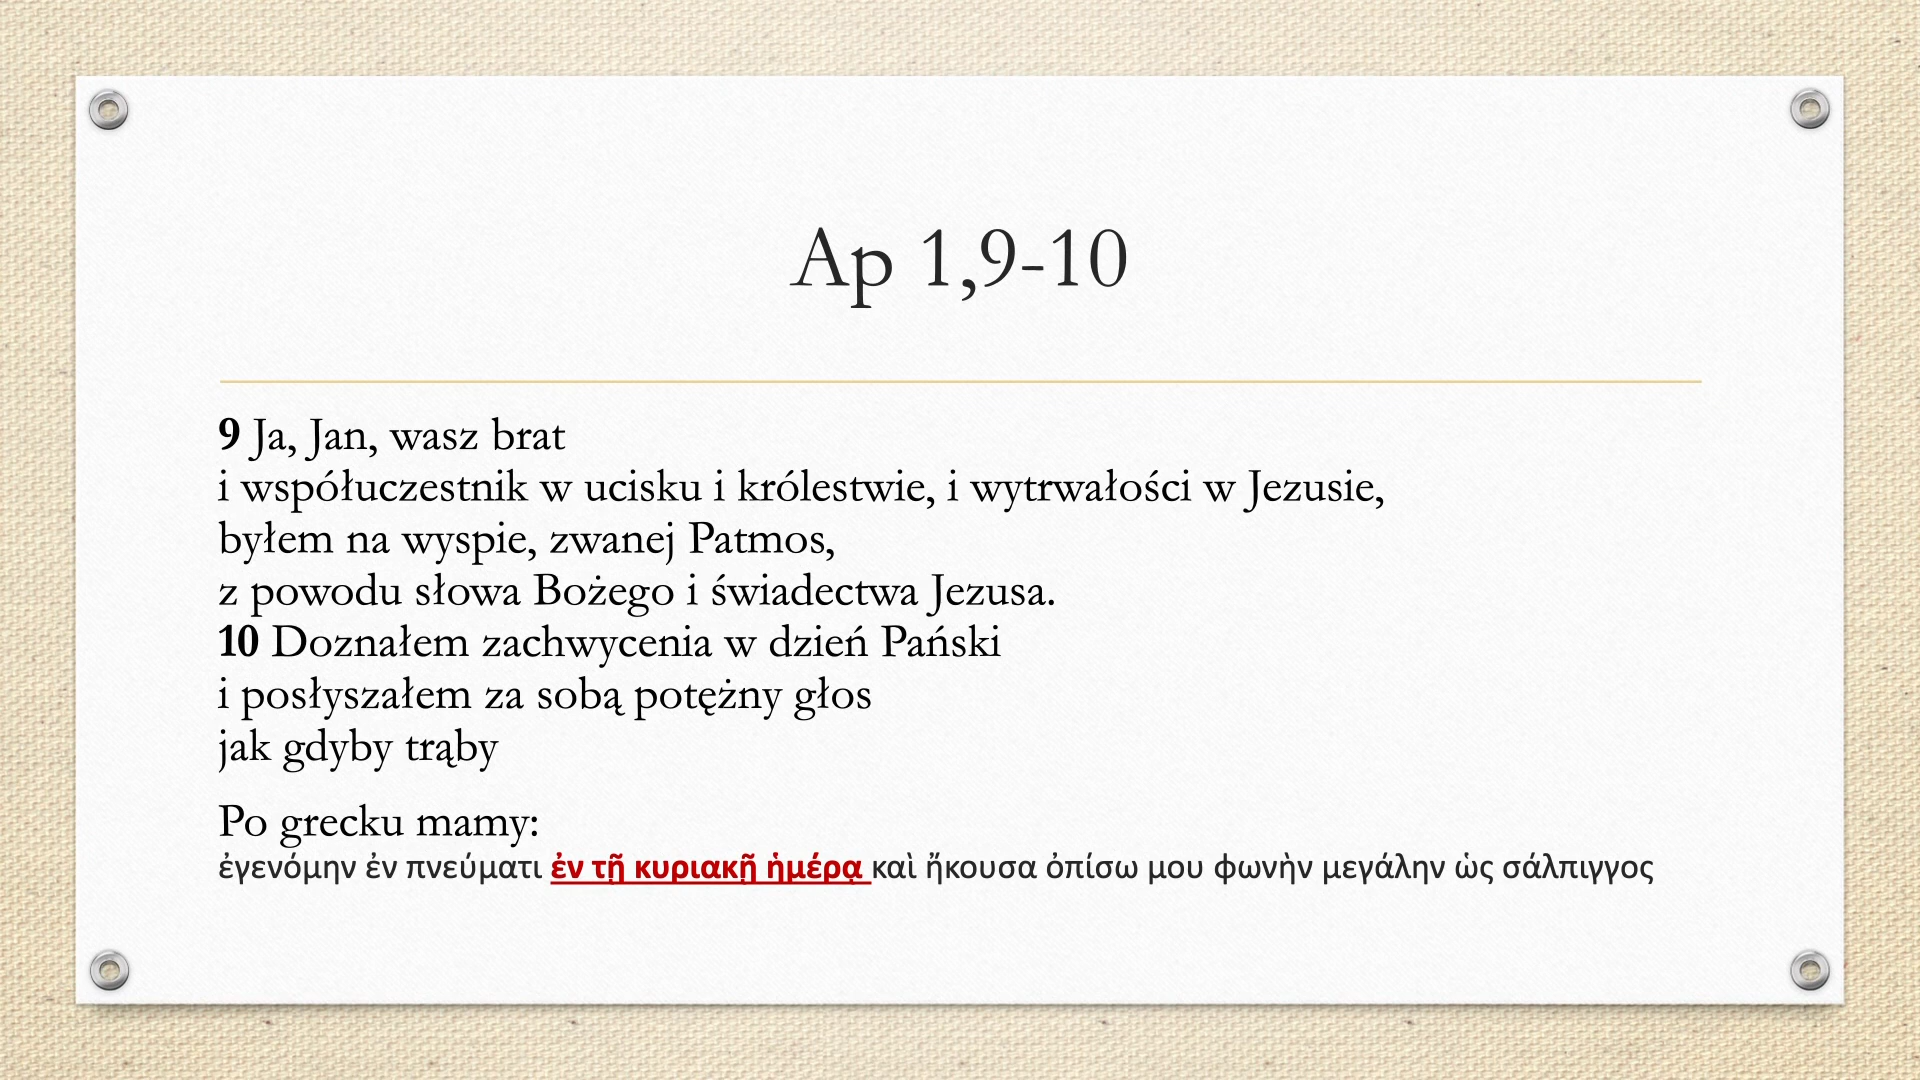 Ap 1,9-10
9 Ja, Jan, wasz brat
i współuczestnik w ucisku i królestwie, i wytrwałości w Jezusie,
byłem na wyspie, zwanej Patmos,
z powodu słowa Bożego i świadectwa Jezusa.
10 Doznałem zachwycenia w dzień Pański
i posłyszałem za sobą potężny głos
jak gdyby trąby
Po grecku mamy:
ἐγενόμην ἐν πνεύματι ἐν τῇ κυριακῇ ἡμέρᾳ καὶ ἤκουσα ὀπίσω μου φωνὴν μεγάλην ὡς σάλπιγγος